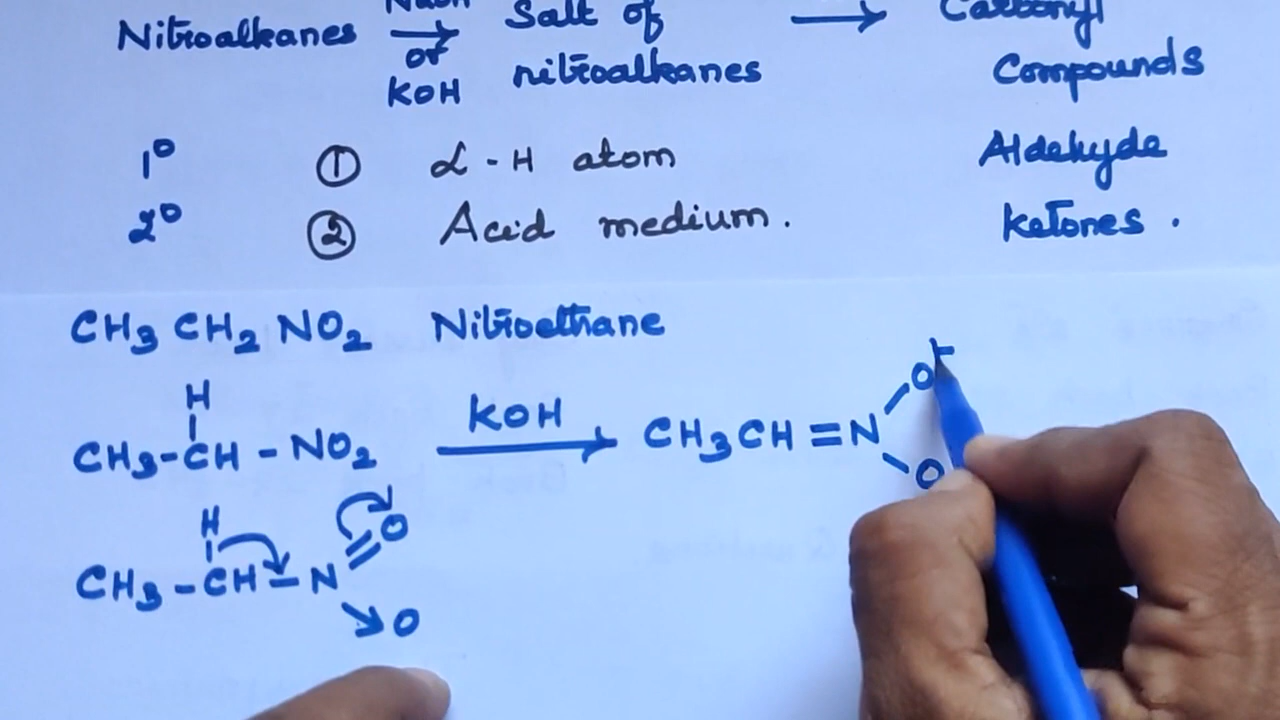 Nitroalkanes NaOH or KOH → Salt of nitroalkanes → Carbonyl Compounds
1° ① α - H atom Aldehyde
2° ② Acid medium. Ketones.
CH3 CH2 NO2 Nitroethane
H
CH3-CH-NO2 KOH → CH3CH=N O O
H
CH3-CH-N O
O